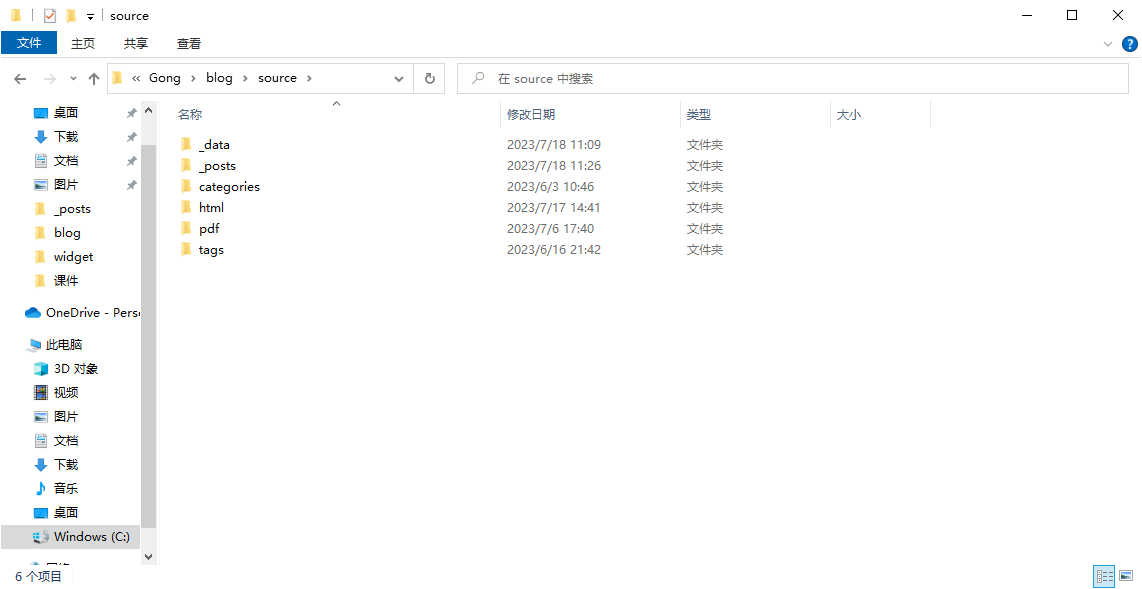 source
文件 主页 共享 查看
« Gong › blog › source › 在 source 中搜索
名称 修改日期 类型 大小
_data 2023/7/18 11:09 文件夹
_posts 2023/7/18 11:26 文件夹
categories 2023/6/3 10:46 文件夹
html 2023/7/17 14:41 文件夹
pdf 2023/7/6 17:40 文件夹
tags 2023/6/16 21:42 文件夹
桌面
下载
文档
图片
_posts
blog
widget
课件
OneDrive - Pers
此电脑
3D 对象
视频
图片
文档
下载
音乐
桌面
Windows (C:)
6 个项目